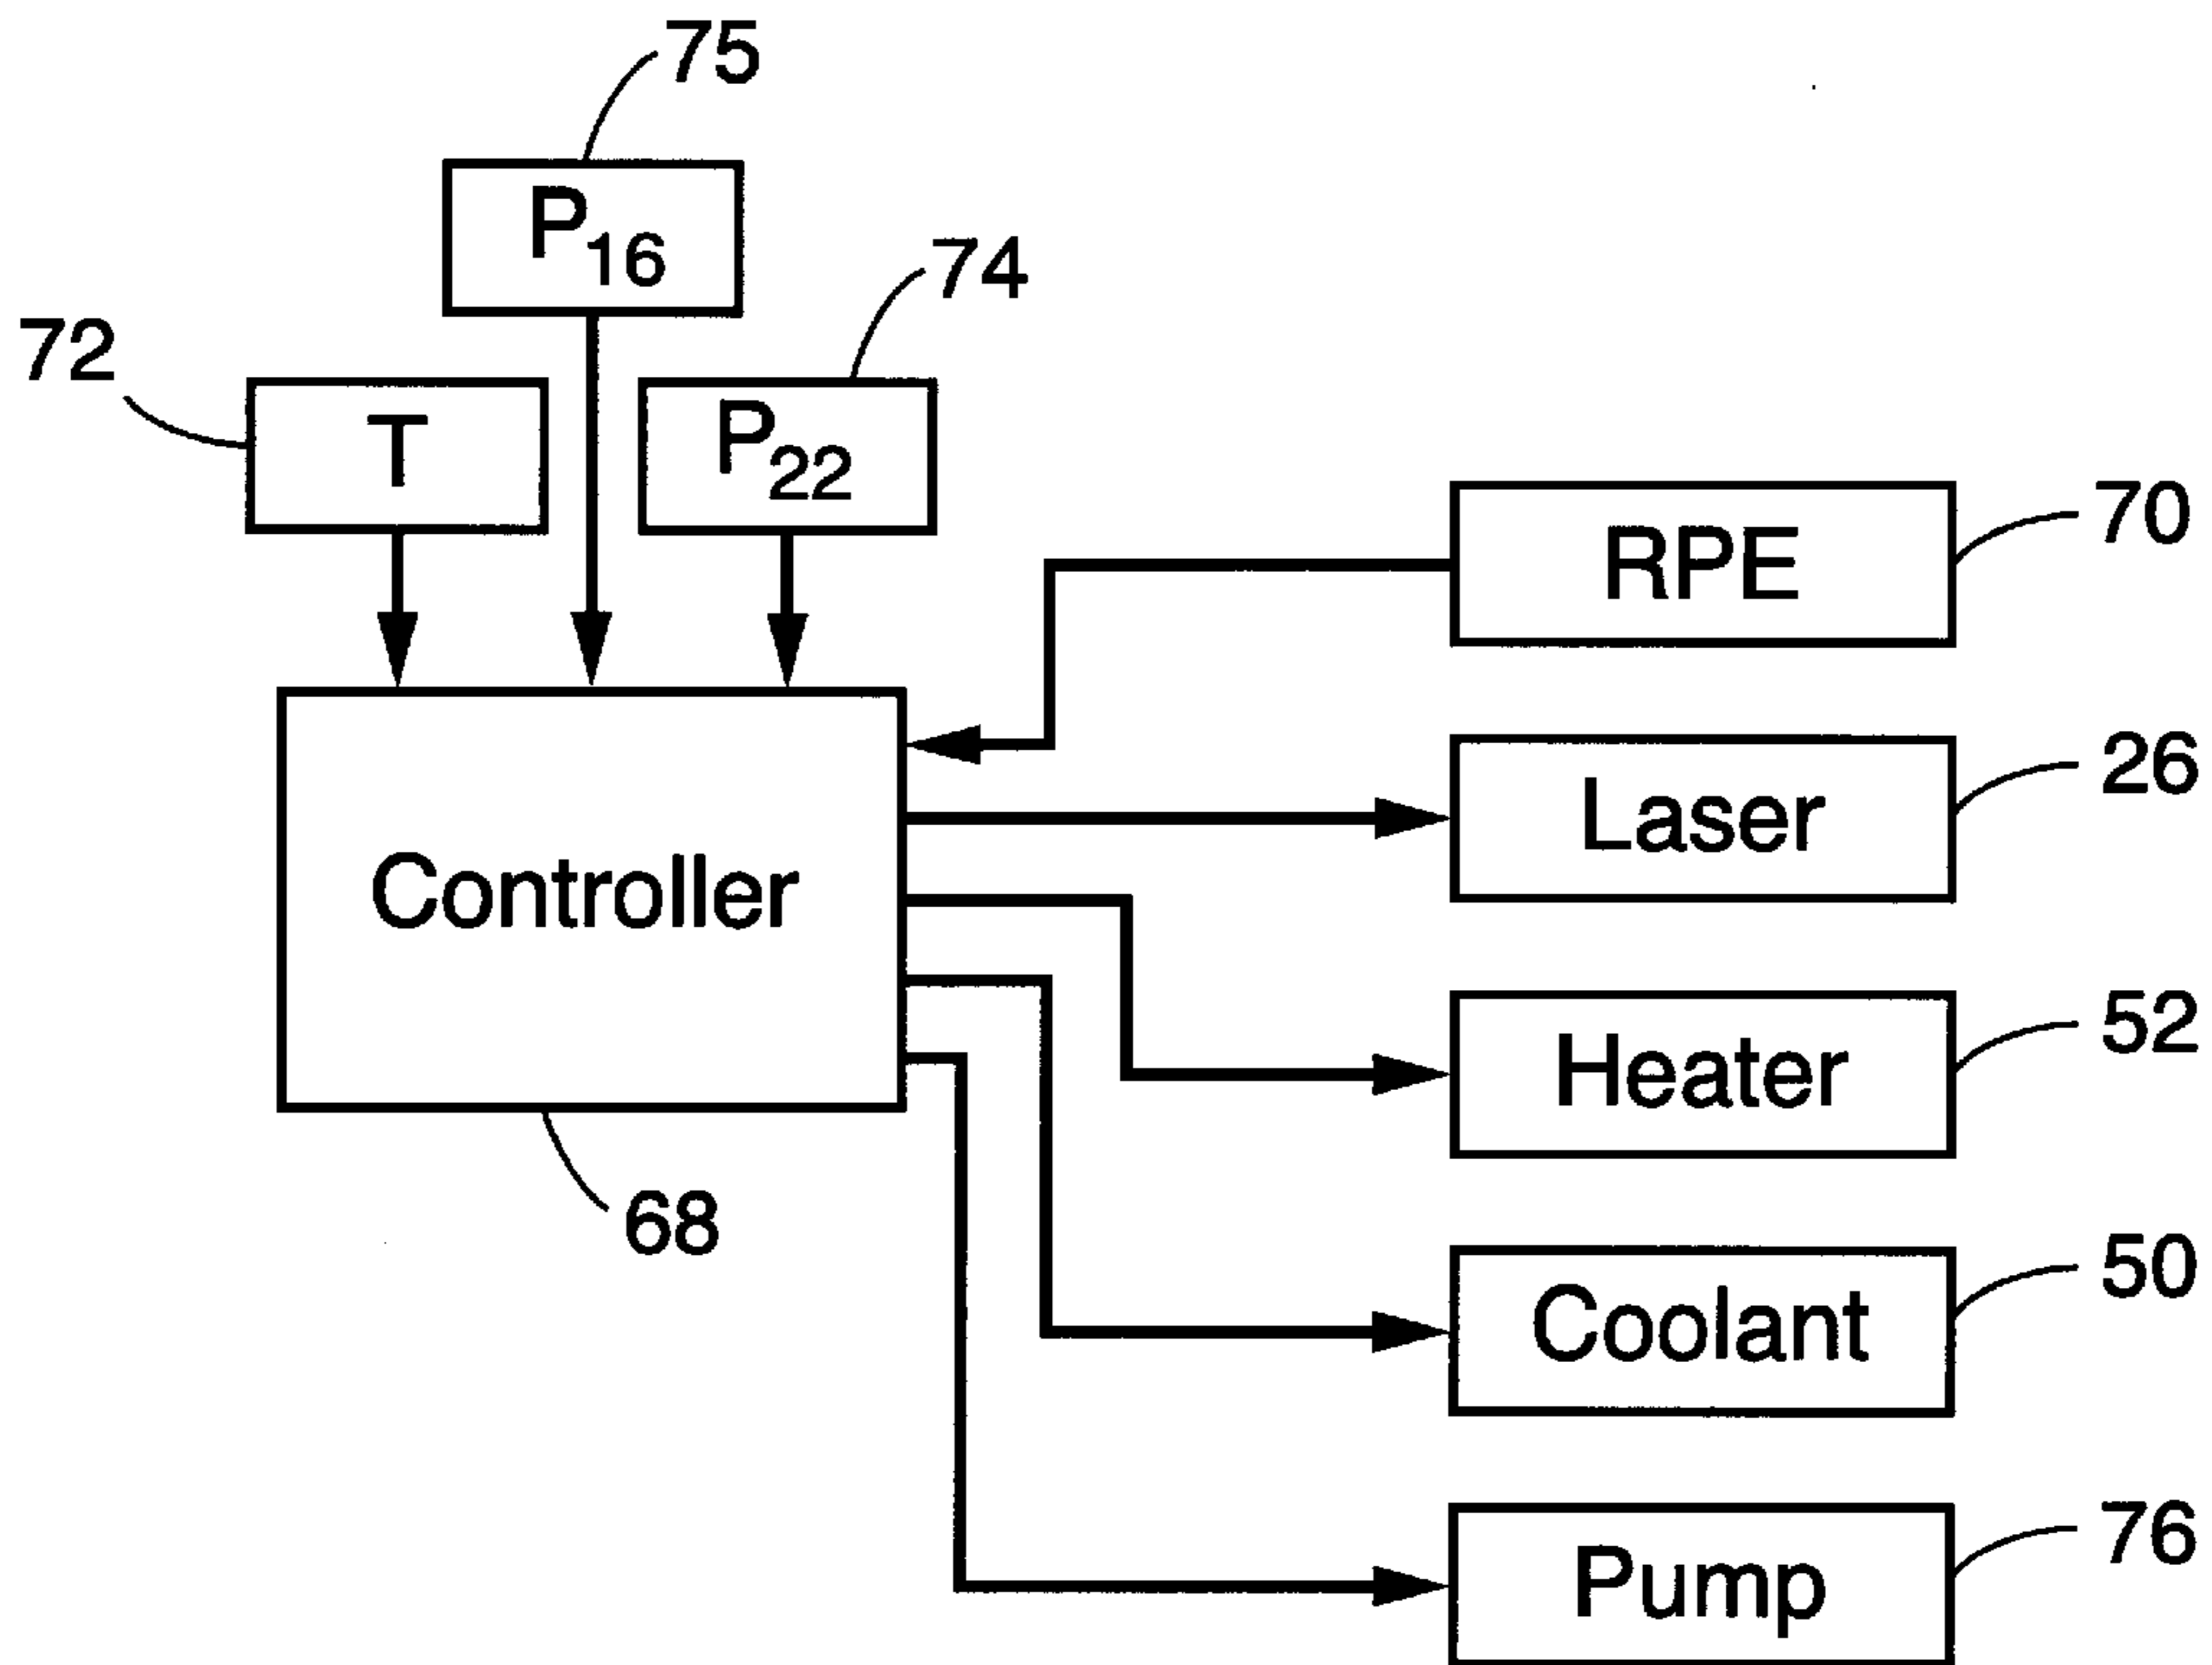 75
P16
74
72
T
P22
RPE
70
Laser
26
Controller
Heater
52
68
Coolant
50
Pump
76